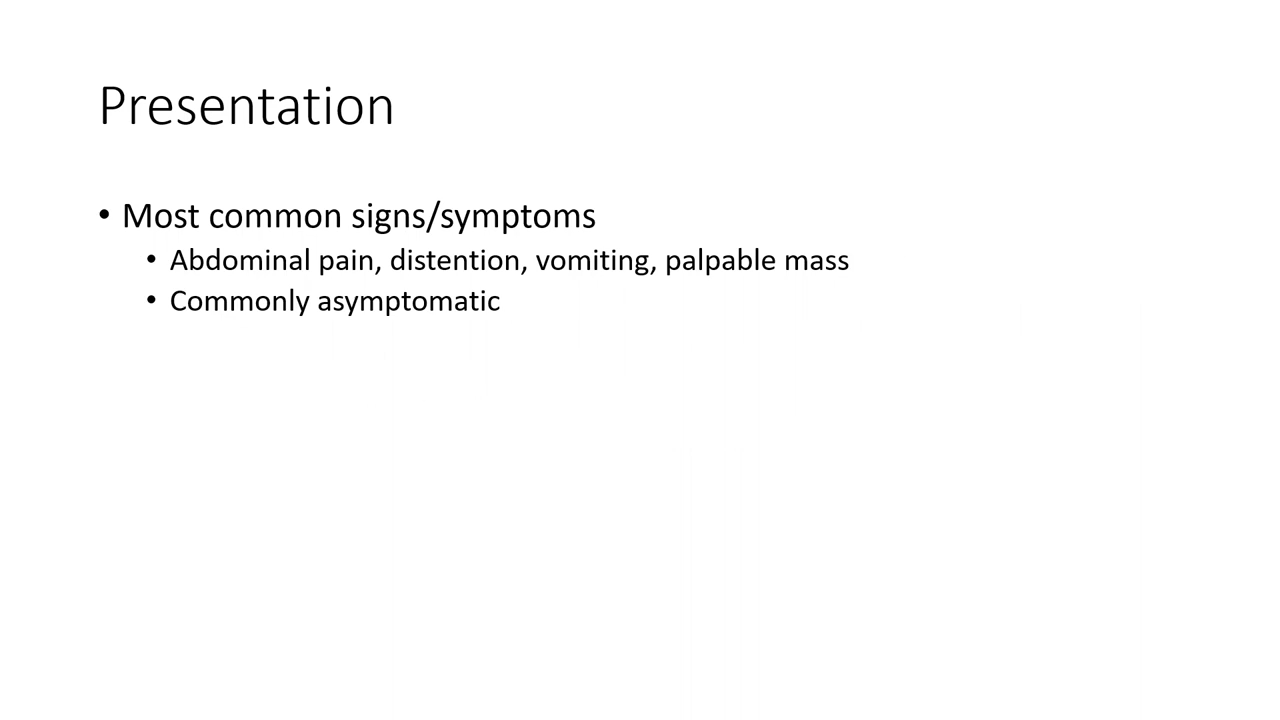 Presentation
• Most common signs/symptoms
• Abdominal pain, distention, vomiting, palpable mass
• Commonly asymptomatic